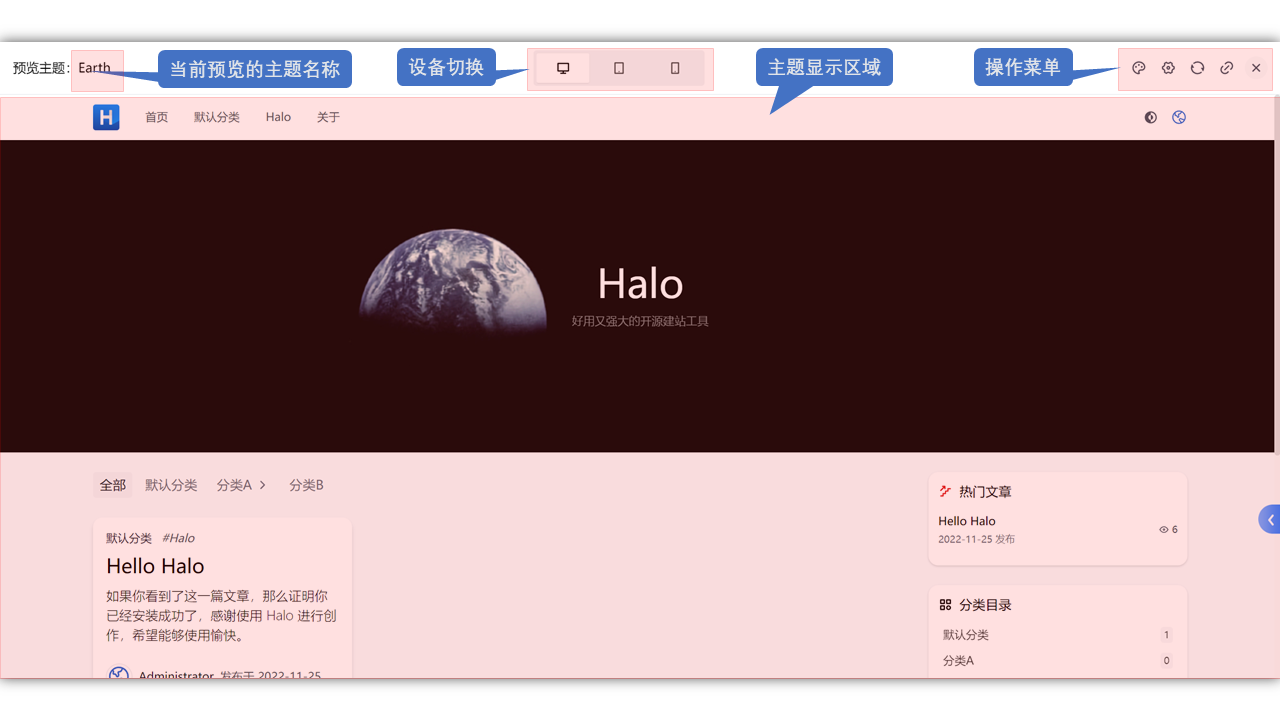 预览主题： Earth
当前预览的主题名称
设备切换
主题显示区域
操作菜单
H 首页 默认分类 Halo 关于
Halo
好用又强大的开源建站工具
全部 默认分类 分类A 分类B
默认分类 #Halo
Hello Halo
如果你看到了这一篇文章，那么证明你
已经安装成功了，感谢使用 Halo 进行创
作，希望能够使用愉快。
Administrator 发布于 2022-11-25
热门文章
Hello Halo
2022-11-25 发布
6
分类目录
默认分类 1
分类A 0